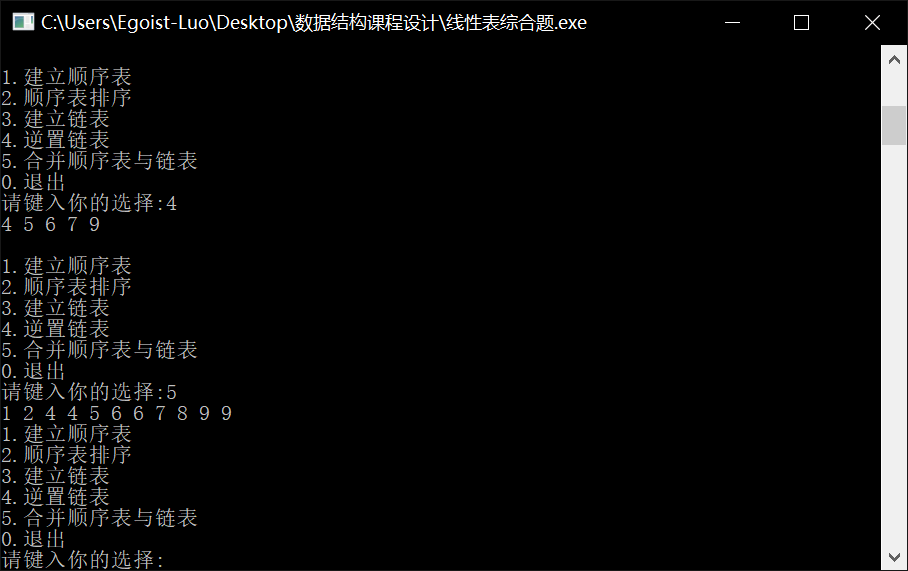 C:\Users\Egoist-Luo\Desktop\数据结构课程设计\线性表综合题.exe
1.建立顺序表
2.顺序表排序
3.建立链表
4.逆置链表
5.合并顺序表与链表
0.退出
请键入你的选择:4
4 5 6 7 9
1.建立顺序表
2.顺序表排序
3.建立链表
4.逆置链表
5.合并顺序表与链表
0.退出
请键入你的选择:5
1 2 4 4 5 6 6 7 8 9 9
1.建立顺序表
2.顺序表排序
3.建立链表
4.逆置链表
5.合并顺序表与链表
0.退出
请键入你的选择: